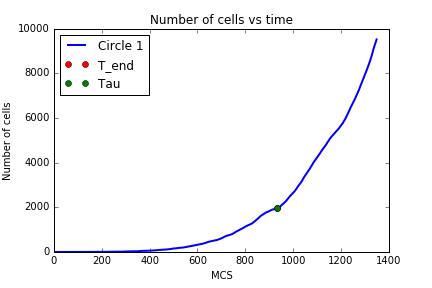 Number of cells vs time
10000
8000
6000
4000
2000
0
Number of cells
Circle 1
T_end
Tau
0 200 400 600 800 1000 1200 1400
MCS